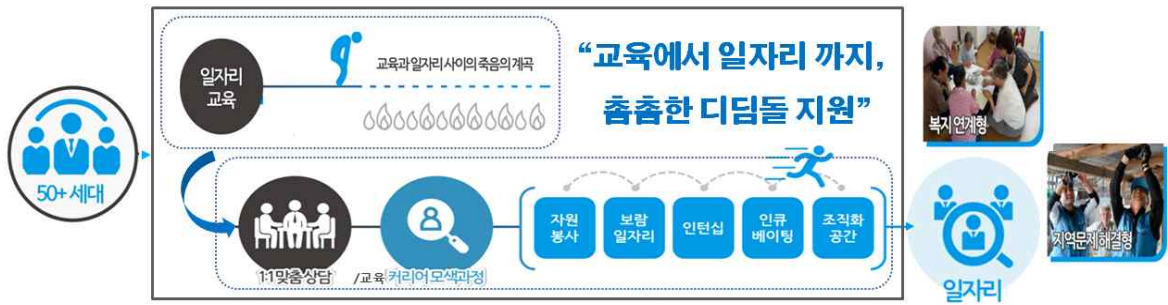 50+ 세대
일자리
교육
교육과 일자리 사이의 죽음의 계곡
“교육에서 일자리 까지,
촘촘한 디딤돌 지원”
1:1맞춤상담
/교육 커리어 모색과정
자원
봉사
보람
일자리
인턴십
인큐
베이팅
조직화
공간
복지 연계형
지역문제 해결형
일자리